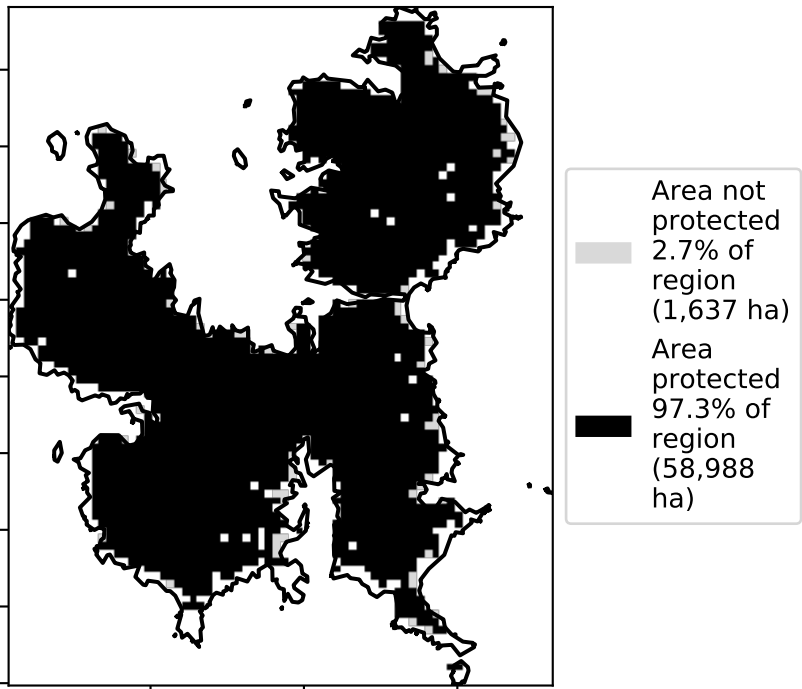 Area not
protected
2.7% of
region
(1,637 ha)
Area
protected
97.3% of
region
(58,988
ha)